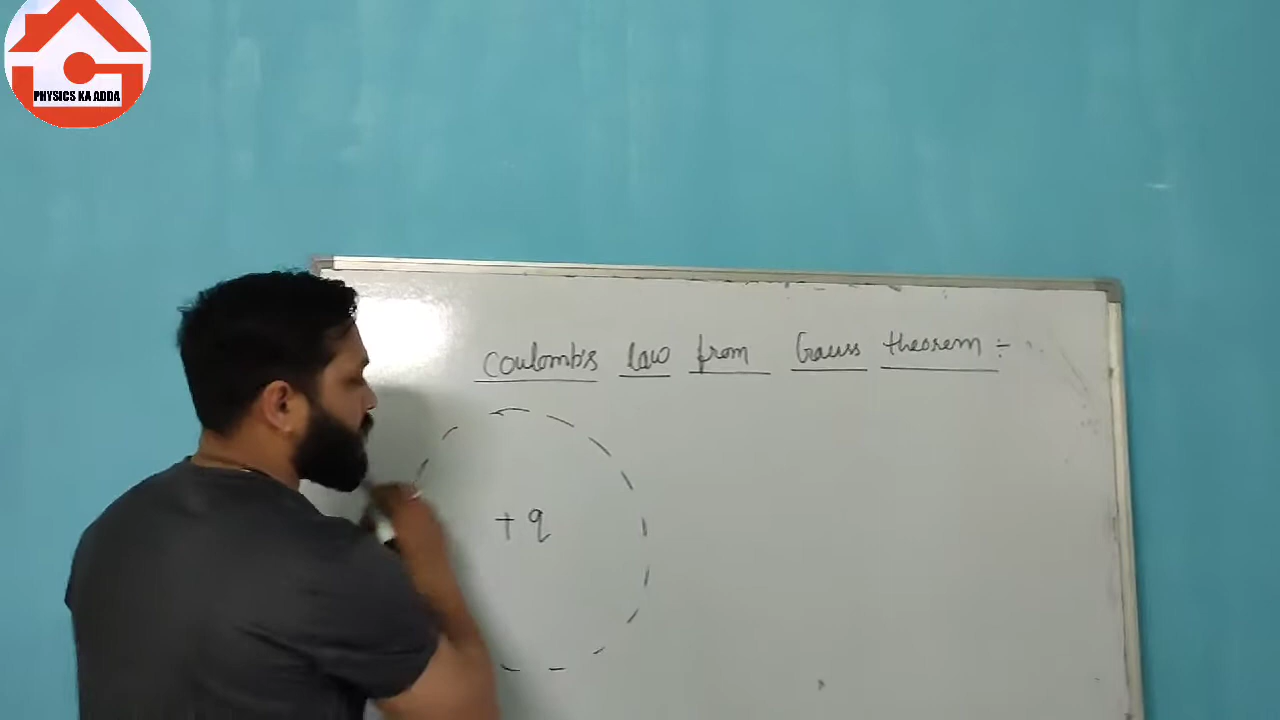 PHYSICS KA ADDA
Coulomb's law from Gauss theorem :-
+ q